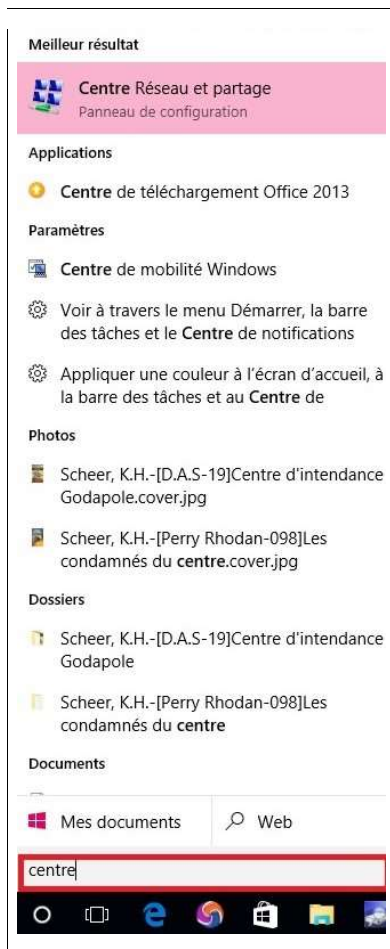 Meilleur résultat
Centre Réseau et partage
Panneau de configuration
Applications
Centre de téléchargement Office 2013
Paramètres
Centre de mobilité Windows
Voir à travers le menu Démarrer, la barre
des tâches et le Centre de notifications
Appliquer une couleur à l'écran d'accueil, à
la barre des tâches et au Centre de
Photos
Scheer, K.H.-[D.A.S-19]Centre d'intendance
Godapole.cover.jpg
Scheer, K.H.-[Perry Rhodan-098]Les
condamnés du centre.cover.jpg
Dossiers
Scheer, K.H.-[D.A.S-19]Centre d'intendance
Godapole
Scheer, K.H.-[Perry Rhodan-098]Les
condamnés du centre
Documents
Mes documents
Web
centre